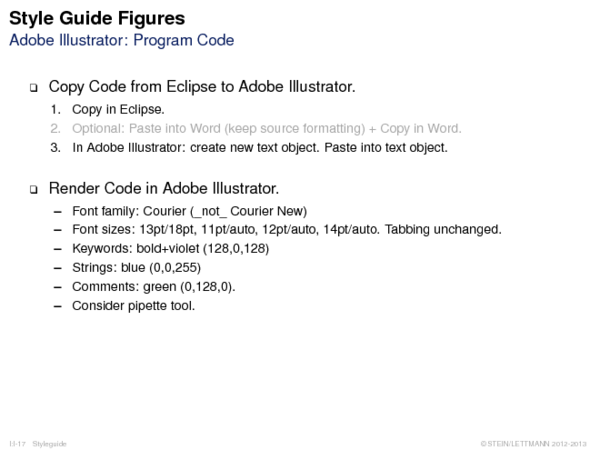 Style Guide Figures
Adobe Illustrator: Program Code
❑ Copy Code from Eclipse to Adobe Illustrator.
1. Copy in Eclipse.
2. Optional: Paste into Word (keep source formatting) + Copy in Word.
3. In Adobe Illustrator: create new text object. Paste into text object.
❑ Render Code in Adobe Illustrator.
– Font family: Courier (_not_ Courier New)
– Font sizes: 13pt/18pt, 11pt/auto, 12pt/auto, 14pt/auto. Tabbing unchanged.
– Keywords: bold+violet (128,0,128)
– Strings: blue (0,0,255)
– Comments: green (0,128,0).
– Consider pipette tool.
II-17 Styleguide © STEIN/LETTMANN 2012-2013